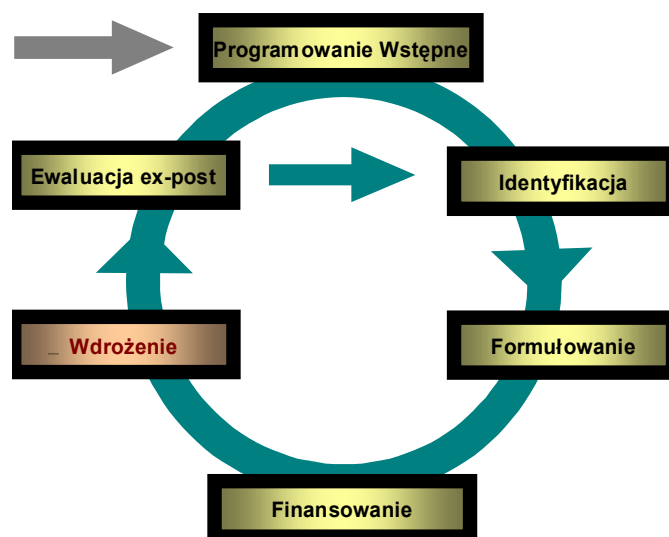 Programowanie Wstępne
Ewaluacja ex-post
Identyfikacja
_ Wdrożenie
Formułowanie
Finansowanie